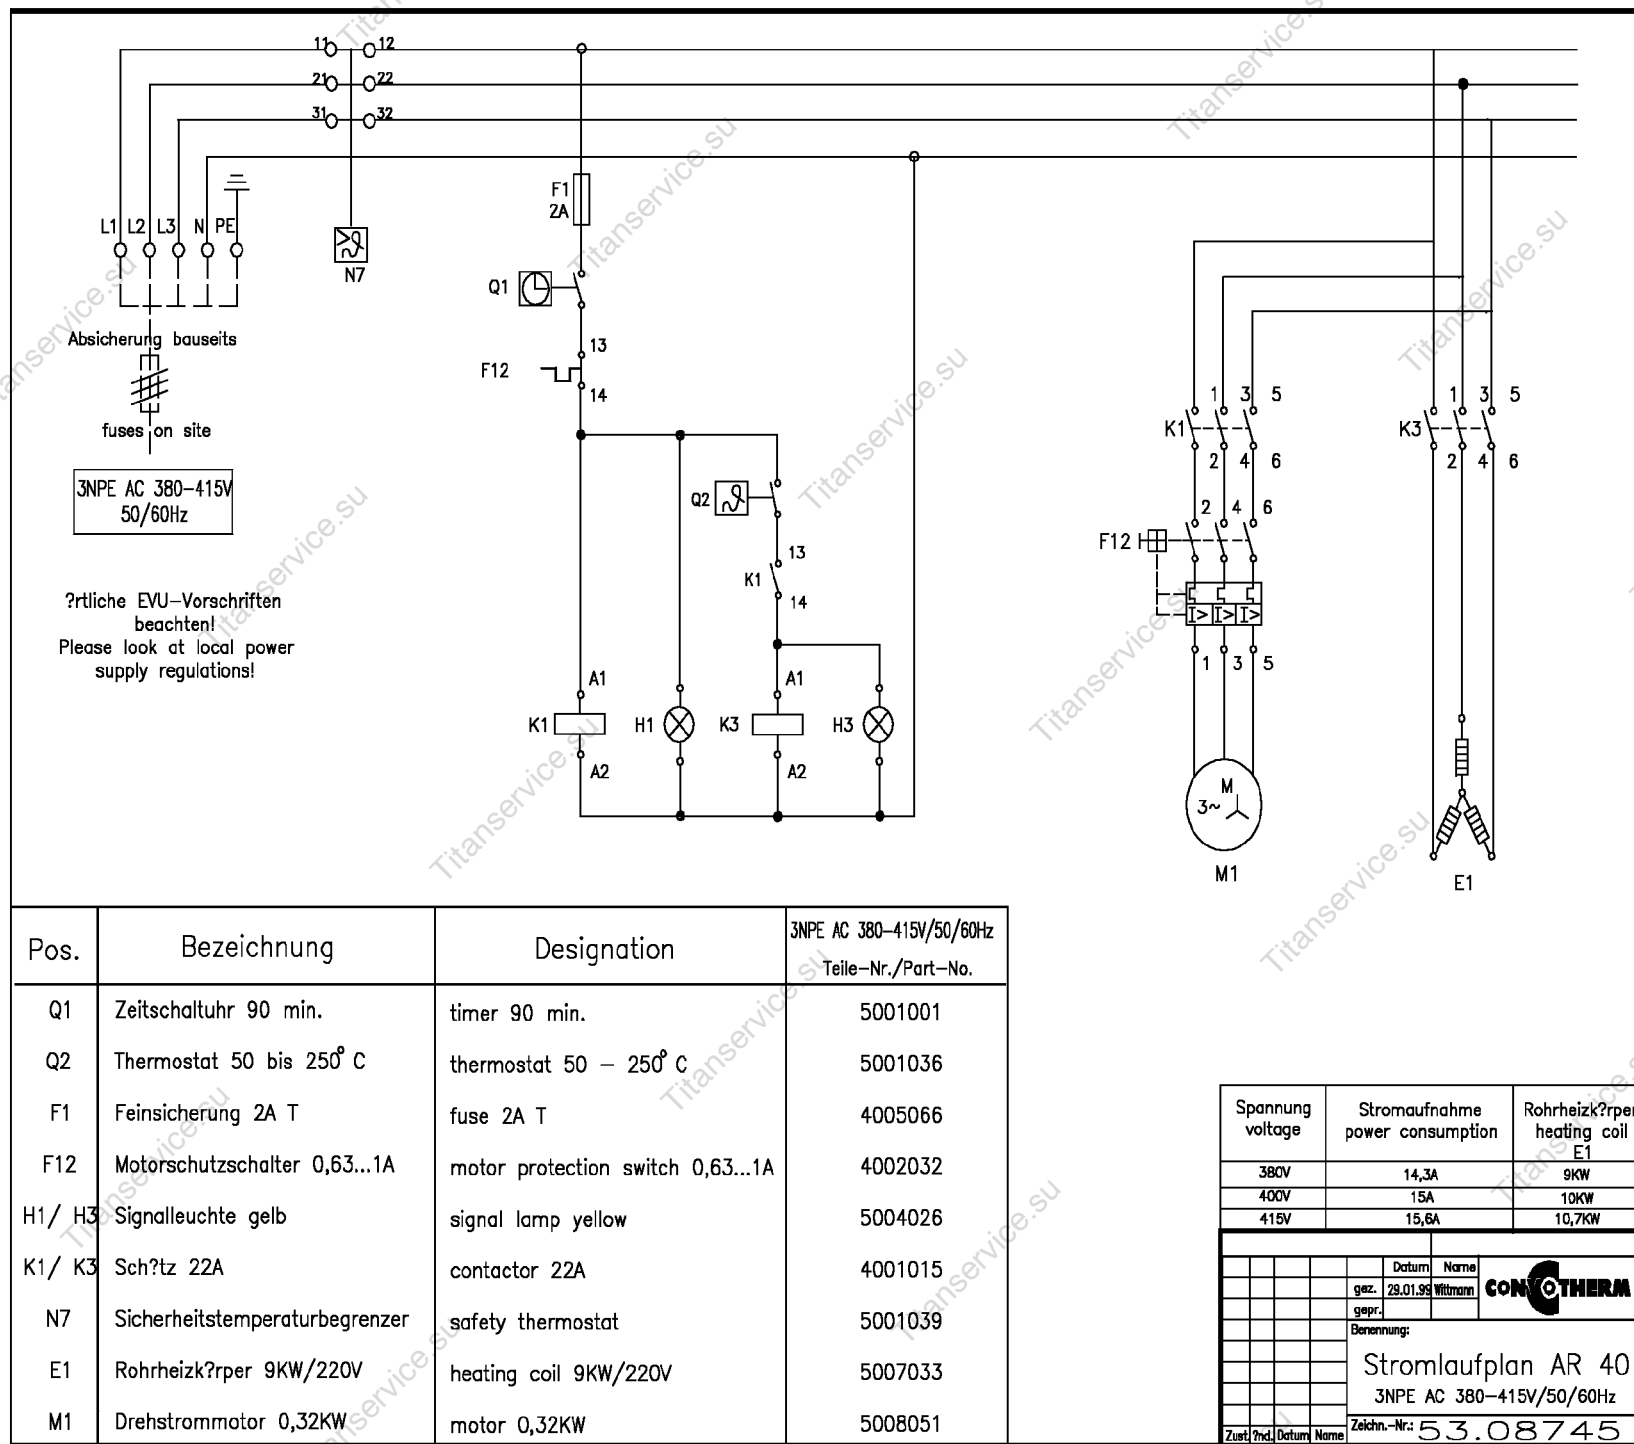 11 12
21 22
31 32
L1 L2 L3 N PE
N7
Absicherung bauseits
fuses on site
3NPE AC 380-415V
50/60Hz
?rtliche EVU-Vorschriften
beachten!
Please look at local power
supply regulations!
F1
2A
Q1
13
F12
14
Q2
13
K1
14
A1 A1
K1 H1 K3 H3
A2 A2
1 3 5
K1
2 4 6
2 4 6
F12
I> I> I>
1 3 5
M
3~
M1
1 3 5
K3
2 4 6
E1
Pos. Bezeichnung Designation 3NPE AC 380-415V/50/60Hz
Teile-Nr./Part-No.
Q1 Zeitschaltuhr 90 min. timer 90 min. 5001001
Q2 Thermostat 50 bis 250° C thermostat 50 - 250° C 5001036
F1 Feinsicherung 2A T fuse 2A T 4005066
F12 Motorschutzschalter 0,63...1A motor protection switch 0,63...1A 4002032
H1/ H3 Signalleuchte gelb signal lamp yellow 5004026
K1/ K3 Sch?tz 22A contactor 22A 4001015
N7 Sicherheitstemperaturbegrenzer safety thermostat 5001039
E1 Rohrheizk?rper 9KW/220V heating coil 9KW/220V 5007033
M1 Drehstrommotor 0,32KW motor 0,32KW 5008051
Spannung Stromaufnahme Rohrheizk?rper
voltage power consumption heating coil
E1
380V 14,3A 9KW
400V 15A 10KW
415V 15,6A 10,7KW
Datum Name
gez. 29.01.99 Wittmann CONVOTHERM
gepr.
Benennung:
Stromlaufplan AR 40
3NPE AC 380-415V/50/60Hz
Zust. ?nd. Datum Name Zeichn.-Nr.: 53.08745
Titanservice.su